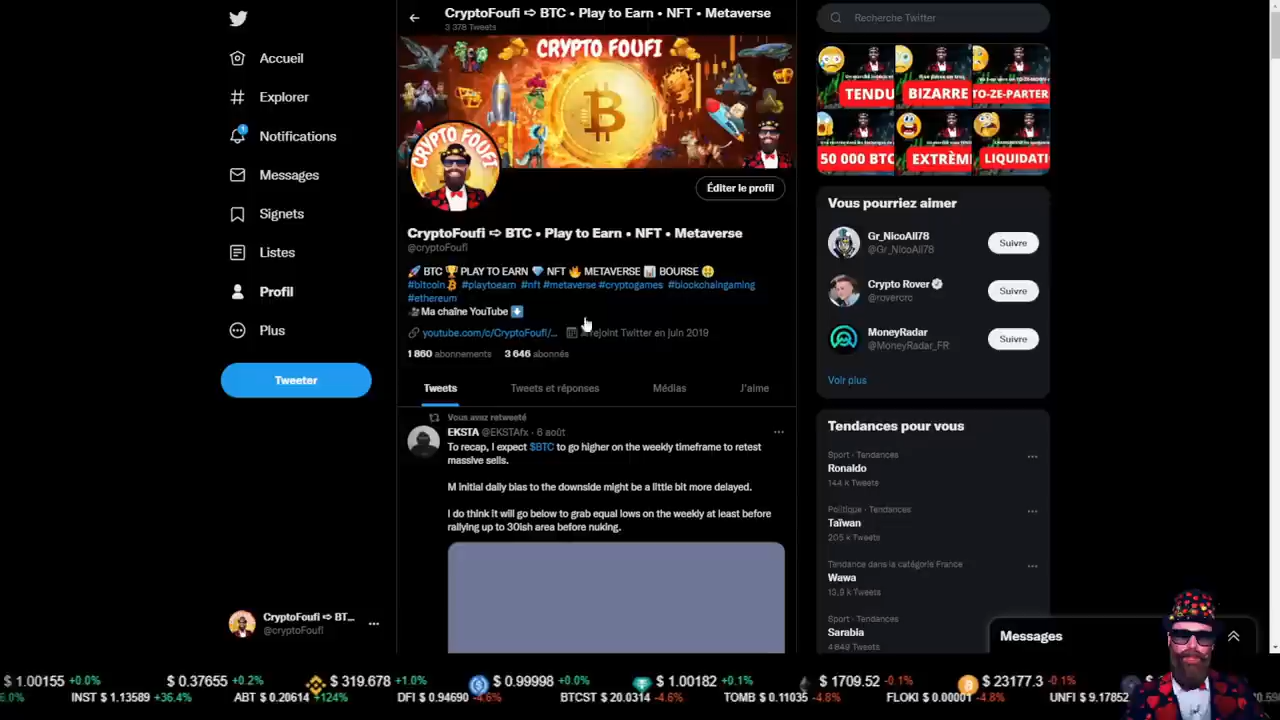 CryptoFoufi ➪ BTC • Play to Earn • NFT • Metaverse
3 378 Tweets
Recherche Twitter
Accueil
Explorer
1
Notifications
Messages
Signets
Listes
Profil
Plus
Tweeter
CRYPTO FOUFI
CRYPTO FOUFI
Éditer le profil
CryptoFoufi ➪ BTC • Play to Earn • NFT • Metaverse
@cryptoFoufi
🚀 BTC 🏆 PLAY TO EARN 💎 NFT 🔥 METAVERSE 📊 BOURSE 🤑
#bitcoin #playtoearn #nft #metaverse #cryptogames #blockchaingaming
#ethereum
🎥Ma chaîne YouTube ⬇️
youtube.com/c/CryptoFoufi/…
rejoint Twitter en juin 2019
1 860 abonnements 3 646 abonnés
Tweets
Tweets et réponses
Médias
J'aime
Vous avez retweeté
EKSTA @EKSTAfx · 6 août
To recap, I expect $BTC to go higher on the weekly timeframe to retest
massive sells.
M initial daily bias to the downside might be a little bit more delayed.
I do think it will go below to grab equal lows on the weekly at least before
rallying up to 30ish area before nuking.
TENDU
BIZARRE
TO-ZE-PARTER
50 000 BTC
EXTRÊM
LIQUIDATI
Vous pourriez aimer
Gr_NicoAll78
@Gr_NicoAll78
Suivre
Crypto Rover
@rovercrc
Suivre
MoneyRadar
@MoneyRadar_FR
Suivre
Voir plus
Tendances pour vous
Sport · Tendances
Ronaldo
144 k Tweets
Politique · Tendances
Taïwan
205 k Tweets
Tendance dans la catégorie France
Wawa
13,9 k Tweets
Sport · Tendances
Sarabia
4 849 Tweets
CryptoFoufi ➪ BT...
@cryptoFoufi
Messages
$ 1.00155 +0.0% $ 0.37655 +0.2% $ 319.678 +1.0% $ 0.99998 +0.0% $ 1.00182 +0.1% $ 1709.52 -0.1% $ 23177.3 -0.1%
INST $ 1.13589 +36.4% ABT $ 0.20614 +124% DFI $ 0.94690 -4.6% BTCST $ 20.0314 -4.6% TOMB $ 0.11035 -4.8% FLOKI $ 0.00001 -4.8% UNFI $ 9.17852